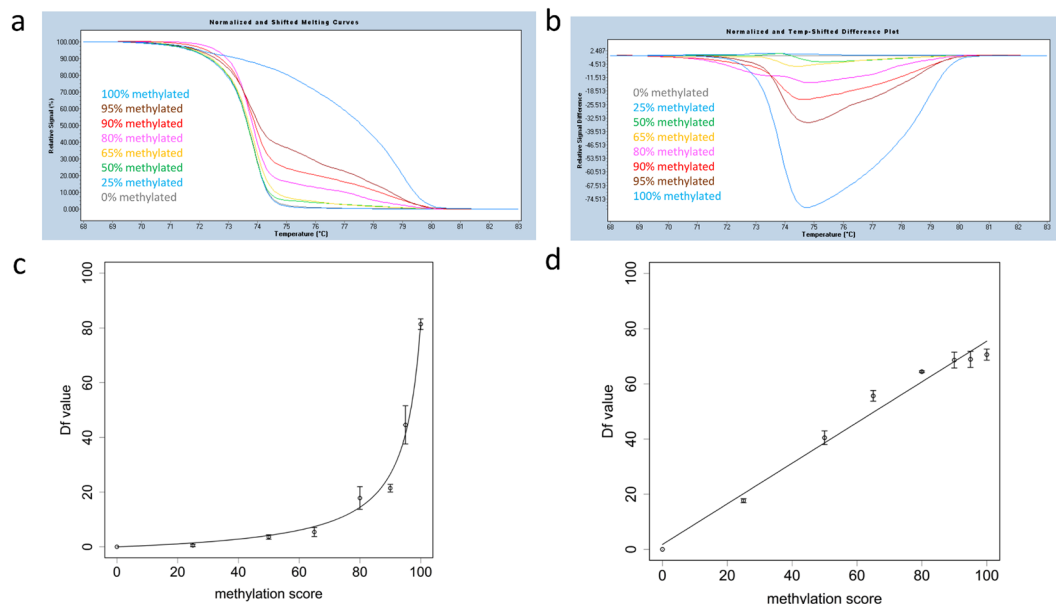 a
Normalized and Shifted Melting Curves
Relative Signal (%)
100.000
90.000
80.000
70.000
60.000
50.000
40.000
30.000
20.000
10.000
0.000
100% methylated
95% methylated
90% methylated
80% methylated
65% methylated
50% methylated
25% methylated
0% methylated
68 69 70 71 72 73 74 75 76 77 78 79 80 81 82 83
Temperature (°C)
b
Normalized and Temp-Shifted Difference Plot
Relative Signal Difference
2.487
-4.513
-11.513
-18.513
-25.513
-32.513
-39.513
-46.513
-53.513
-60.513
-67.513
-74.513
0% methylated
25% methylated
50% methylated
65% methylated
80% methylated
90% methylated
95% methylated
100% methylated
68 69 70 71 72 73 74 75 76 77 78 79 80 81 82 83
Temperature (°C)
c
Df value
100
80
60
40
20
0
0 20 40 60 80 100
methylation score
d
Df value
100
80
60
40
20
0
0 20 40 60 80 100
methylation score